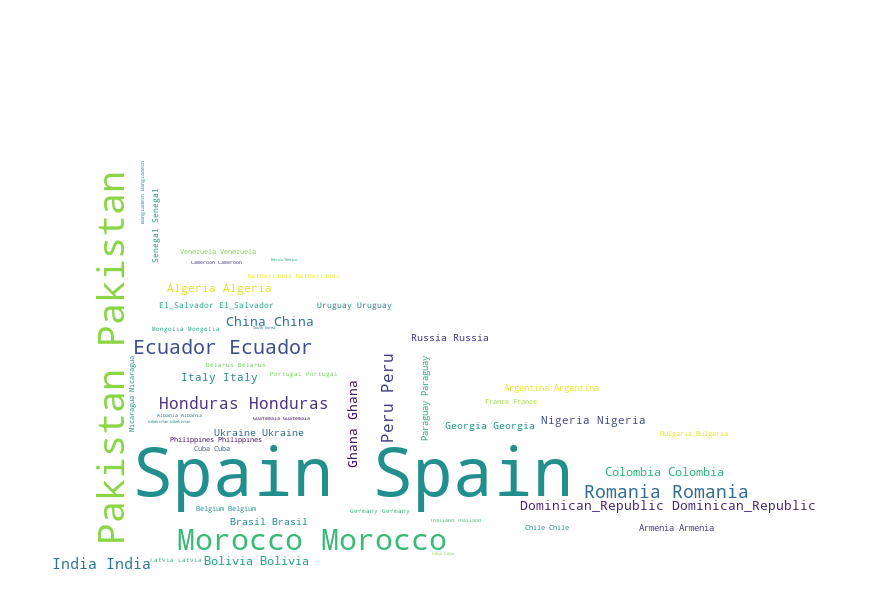 Pakistan Pakistan
Bangladesh Bangladesh
Senegal Senegal
Venezuela Venezuela
Cameroon Cameroon
Netherlands Netherlands
Algeria Algeria
El_Salvador El_Salvador
Uruguay Uruguay
China China
Mongolia Mongolia
Russia Russia
Ecuador Ecuador
Nicaragua Nicaragua
Belarus Belarus
Italy Italy
Portugal Portugal
Peru Peru
Paraguay Paraguay
Ghana Ghana
Argentina Argentina
France France
Honduras Honduras
Albania Albania
Guatemala Guatemala
Georgia Georgia
Nigeria Nigeria
Ukraine Ukraine
Bulgaria Bulgaria
Philippines Philippines
Cuba Cuba
Spain Spain
Colombia Colombia
Romania Romania
Dominican_Republic Dominican_Republic
Belgium Belgium
Germany Germany
Brasil Brasil
Thailand Thailand
Chile Chile
Armenia Armenia
Morocco Morocco
Latvia Latvia
Bolivia Bolivia
India India